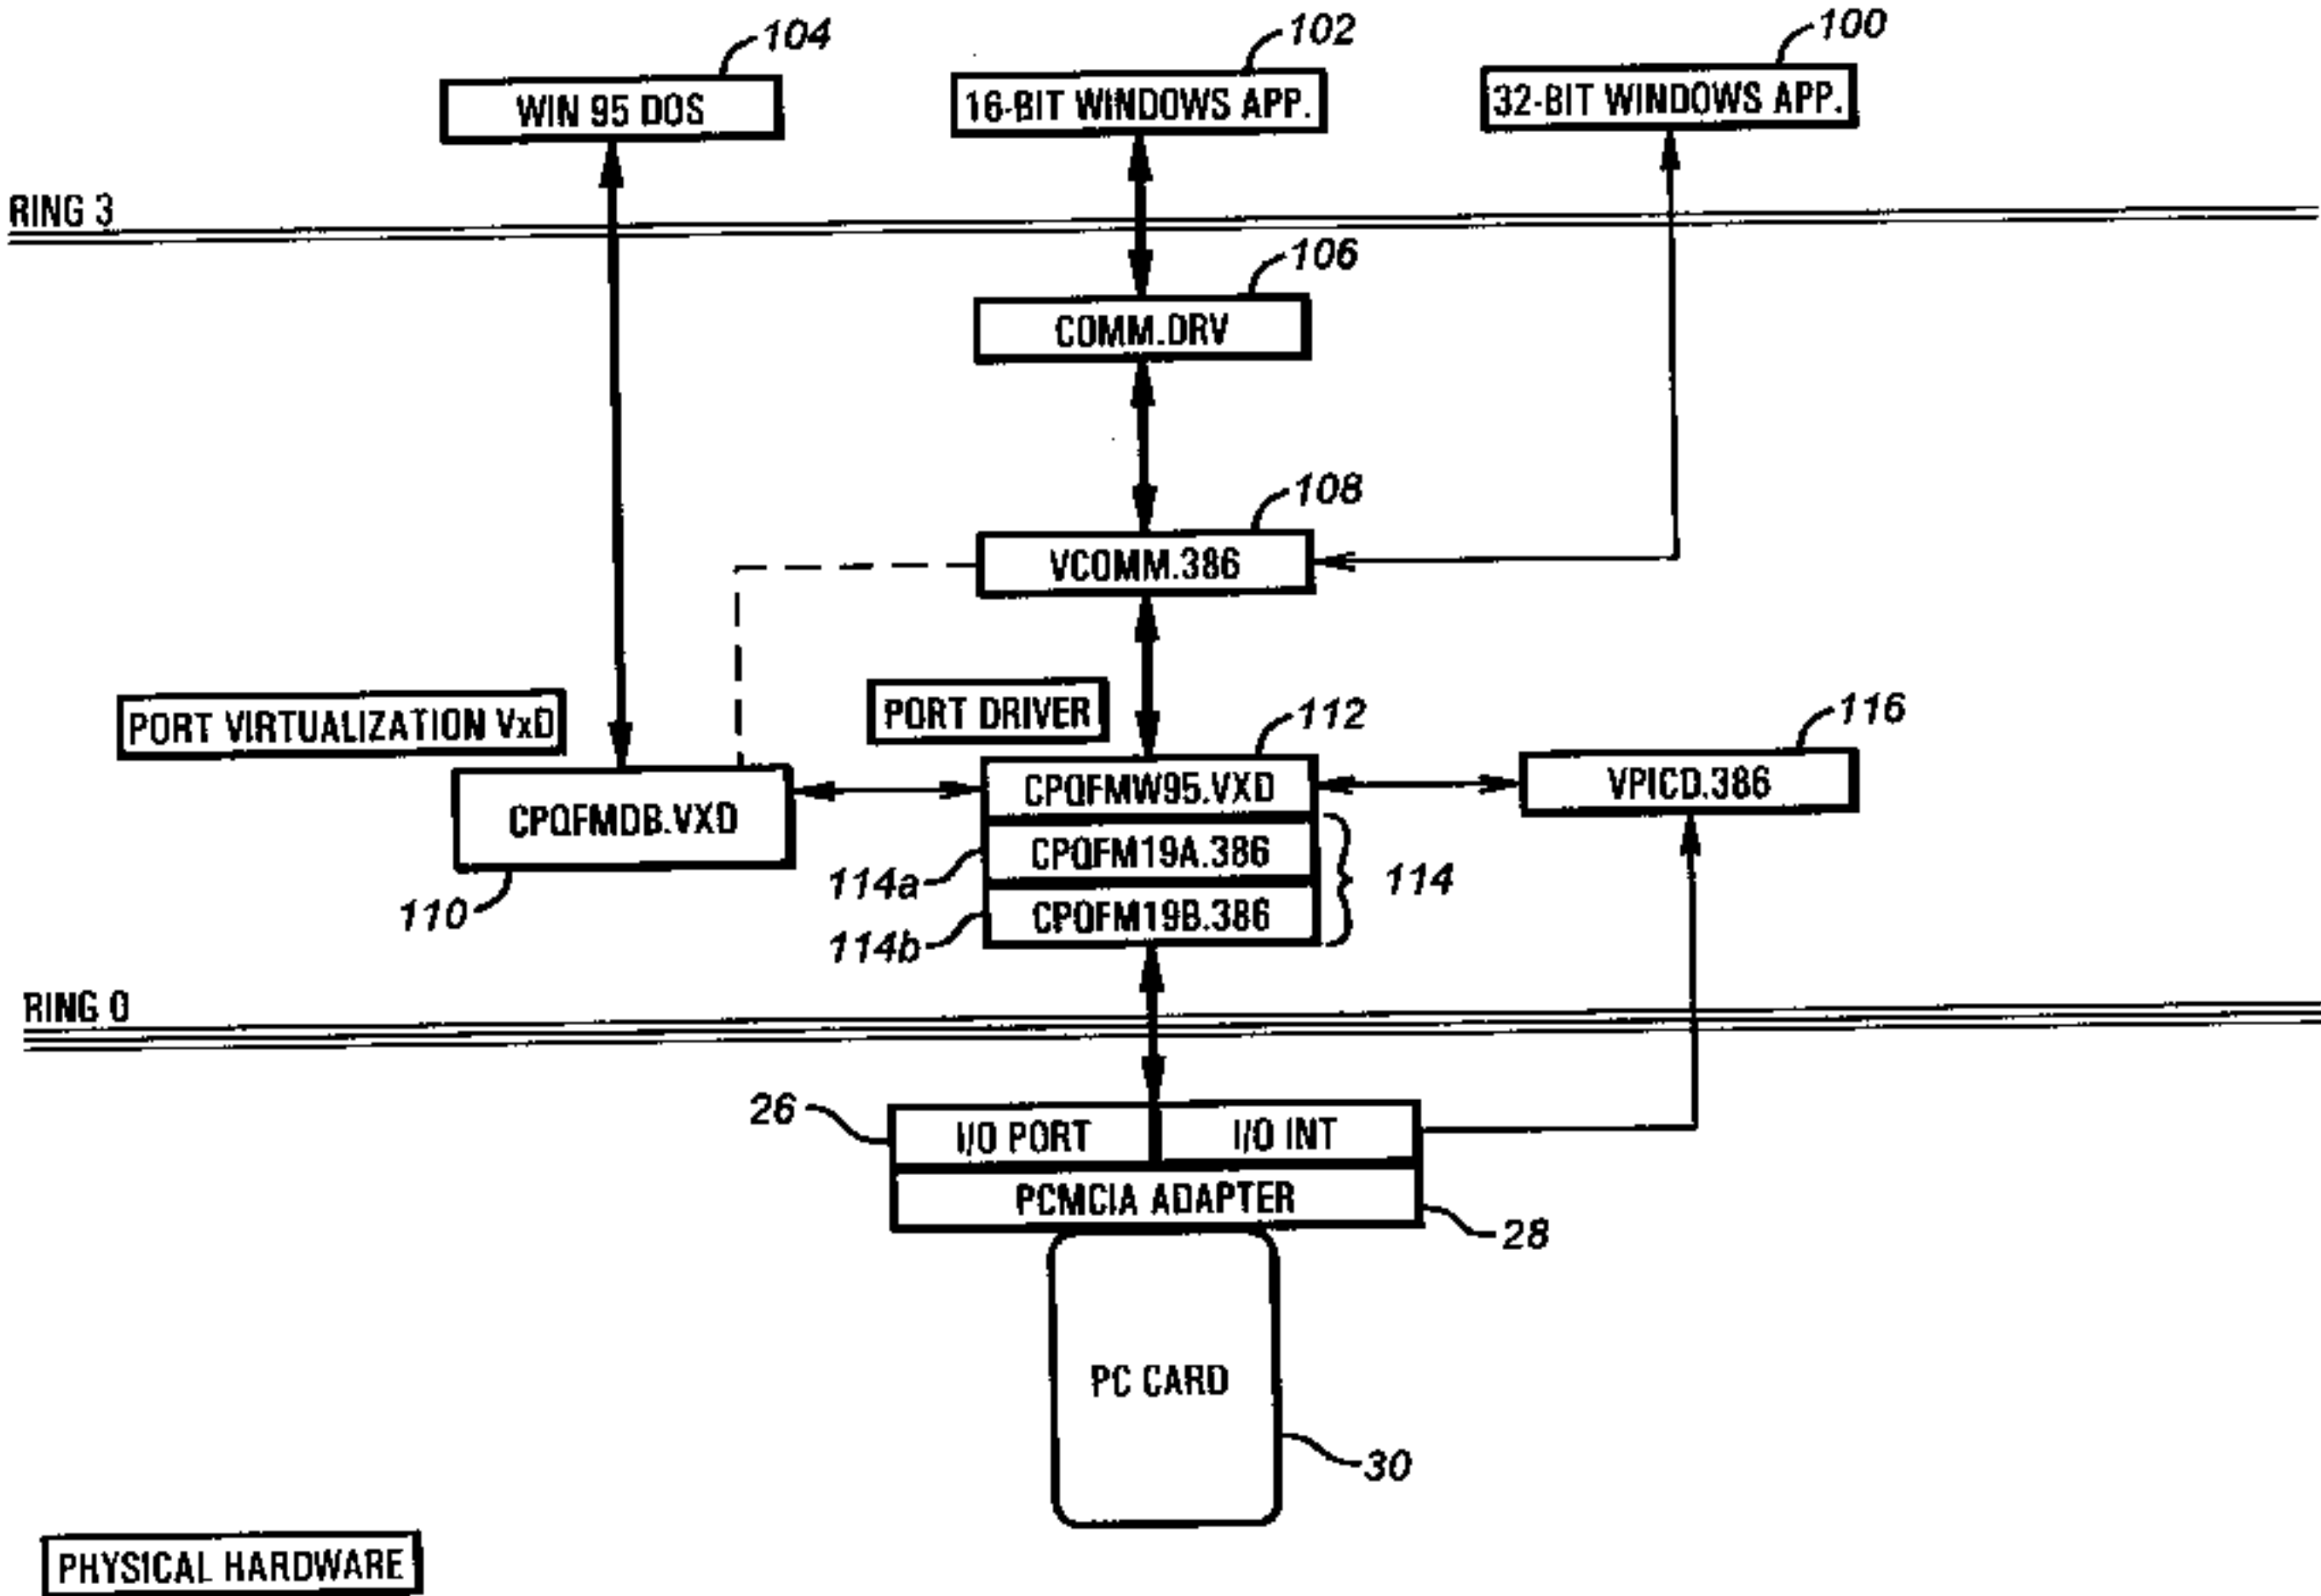 104
102
100
WIN 95 DOS
16-BIT WINDOWS APP.
32-BIT WINDOWS APP.
RING 3
106
COMM.DRV
108
VCOMM.386
PORT VIRTUALIZATION VxD
PORT DRIVER
112
116
CPQFMDB.VXD
CPQFMW95.VXD
VPICD.386
CPQFM19A.386
114a
114
110
CPQFM19B.386
114b
RING 0
26
I/O PORT
I/O INT
PCMCIA ADAPTER
28
PC CARD
30
PHYSICAL HARDWARE